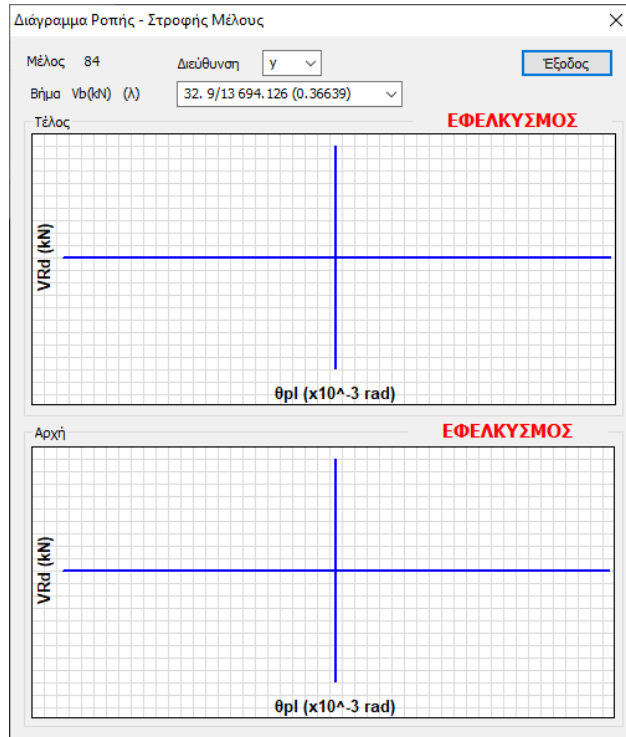 Διάγραμμα Ροπής - Στροφής Μέλους
Μέλος 84 Διεύθυνση y Έξοδος
Βήμα Vb(kN) (λ) 32. 9/13 694.126 (0.36639)
Τέλος ΕΦΕΛΚΥΣΜΟΣ
VRd (kN)
θpl (x10^-3 rad)
Αρχή ΕΦΕΛΚΥΣΜΟΣ
VRd (kN)
θpl (x10^-3 rad)